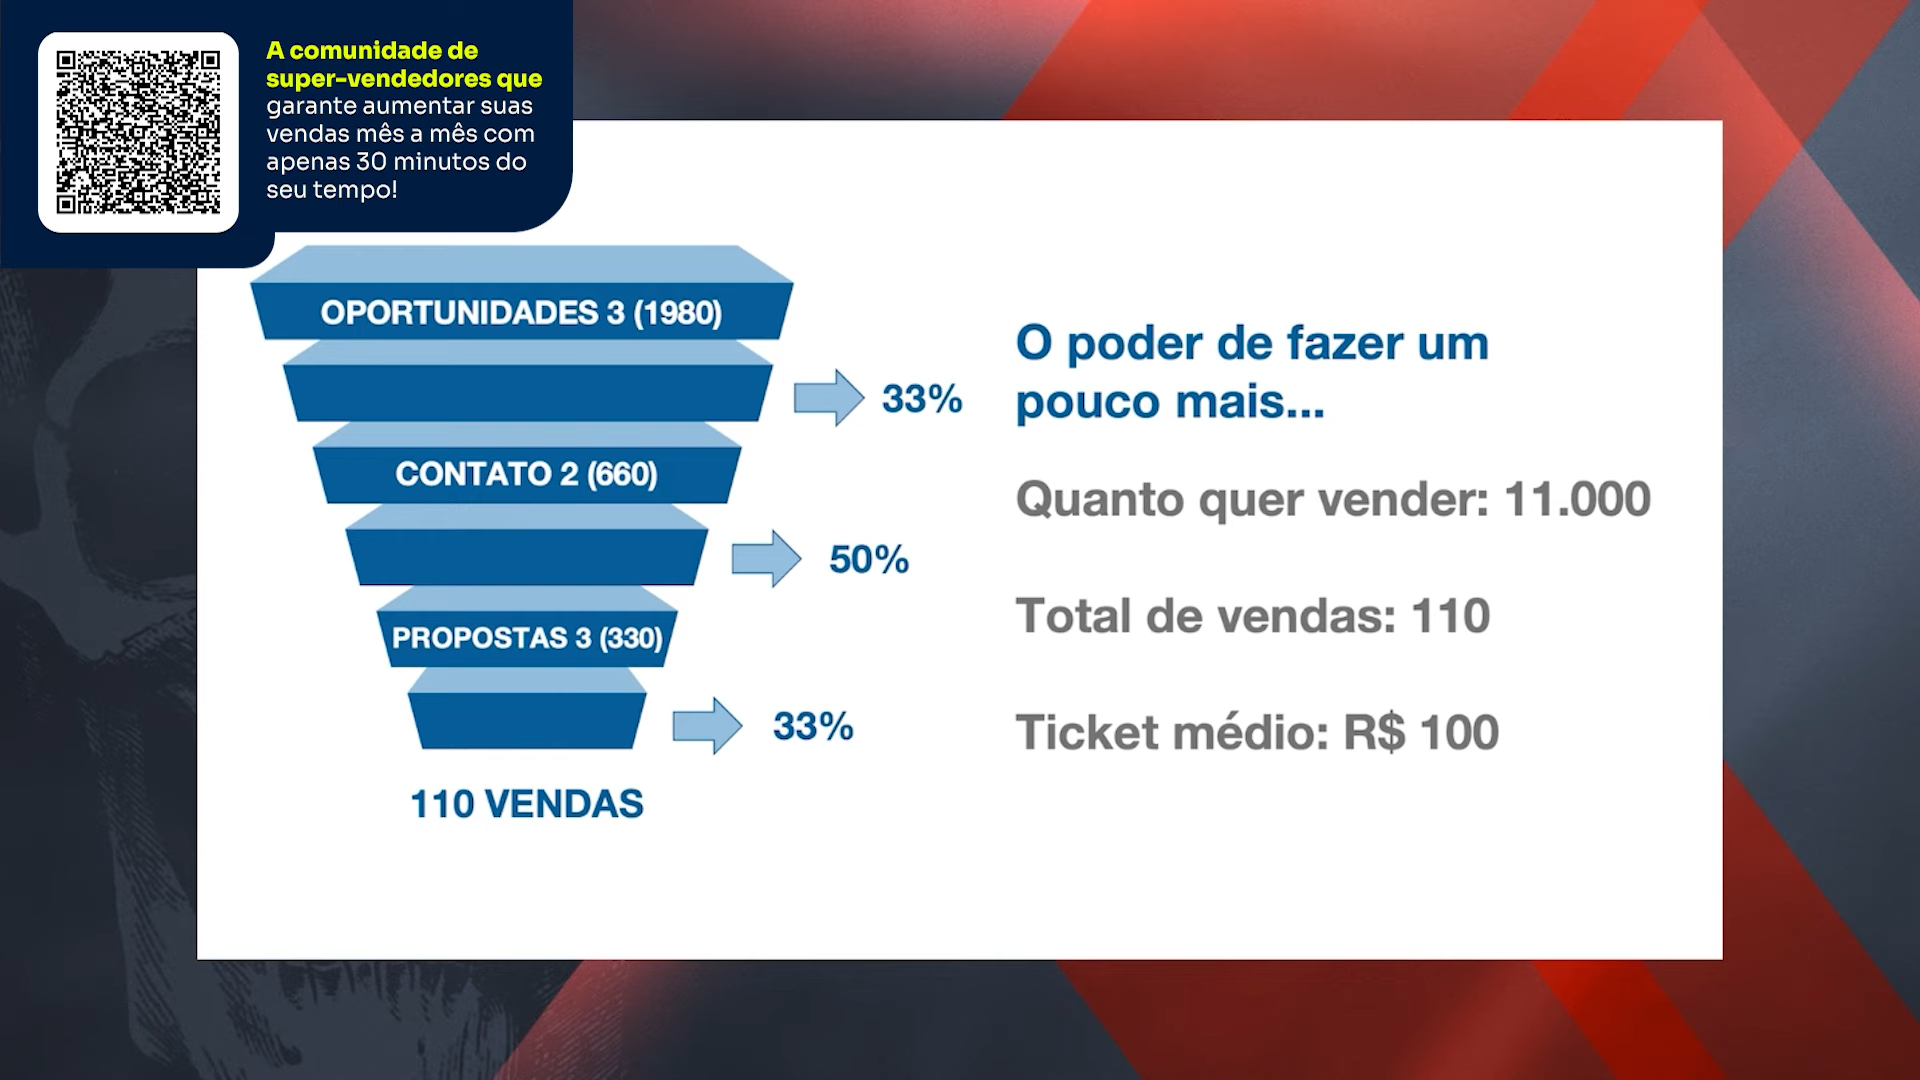 A comunidade de
super-vendedores que
garante aumentar suas
vendas mês a mês com
apenas 30 minutos do
seu tempo!
OPORTUNIDADES 3 (1980)
33%
CONTATO 2 (660)
50%
PROPOSTAS 3 (330)
33%
110 VENDAS
O poder de fazer um
pouco mais...
Quanto quer vender: 11.000
Total de vendas: 110
Ticket médio: R$ 100